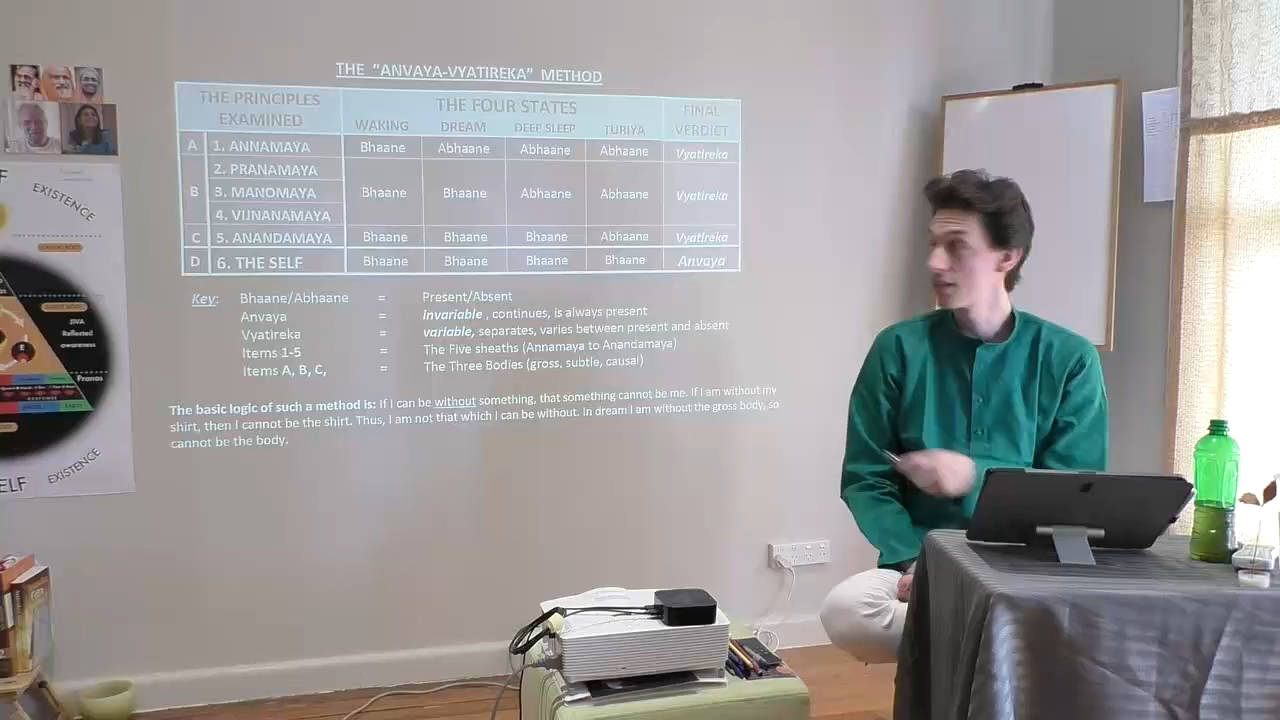 THE "ANVAYA-VYATIREKA" METHOD
THE PRINCIPLES EXAMINED
THE FOUR STATES
FINAL VERDICT
WAKING DREAM DEEP SLEEP TURIYA
A 1. ANNAMAYA Bhaane Abhaane Abhaane Abhaane Vyatireka
2. PRANAMAYA
B 3. MANOMAYA Bhaane Bhaane Abhaane Abhaane Vyatireka
4. VIJNANAMAYA
C 5. ANANDAMAYA Bhaane Bhaane Bhaane Abhaane Vyatireka
D 6. THE SELF Bhaane Bhaane Bhaane Bhaane Anvaya
Key: Bhaane/Abhaane = Present/Absent
Anvaya = invariable , continues, is always present
Vyatireka = variable, separates, varies between present and absent
Items 1-5 = The Five sheaths (Annamaya to Anandamaya)
Items A, B, C, = The Three Bodies (gross, subtle, causal)
The basic logic of such a method is: If I can be without something, that something cannot be me. If I am without my
shirt, then I cannot be the shirt. Thus, I am not that which I can be without. In dream I am without the gross body, so
cannot be the body.
F
EXISTENCE
JIVA
Reflected
awareness
Pranas
ELF
EXISTENCE